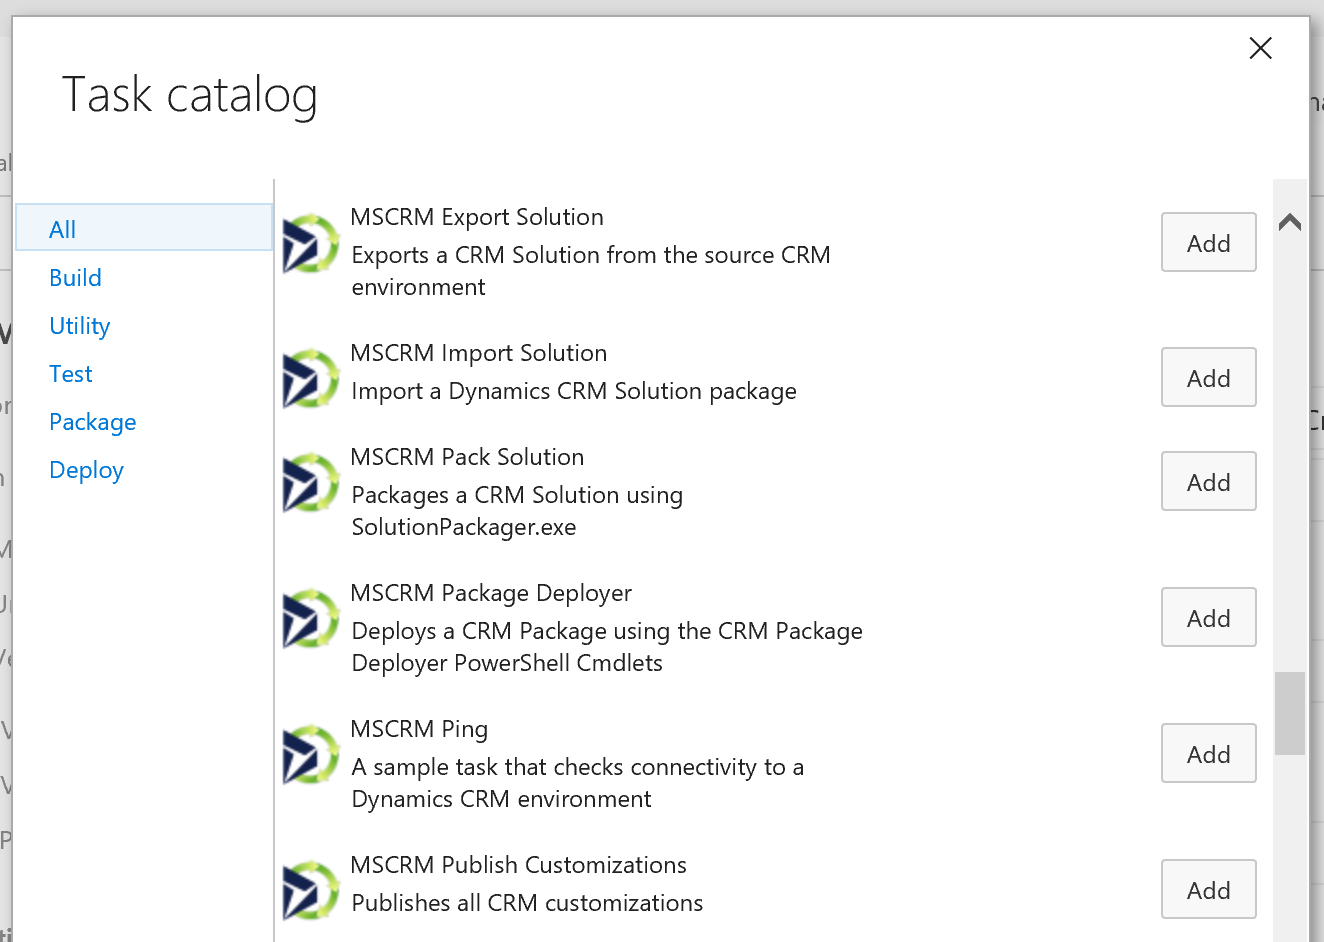 Task catalog
All
Build
Utility
Test
Package
Deploy
MSCRM Export Solution
Exports a CRM Solution from the source CRM
environment
Add
MSCRM Import Solution
Import a Dynamics CRM Solution package
Add
MSCRM Pack Solution
Packages a CRM Solution using
SolutionPackager.exe
Add
MSCRM Package Deployer
Deploys a CRM Package using the CRM Package
Deployer PowerShell Cmdlets
Add
MSCRM Ping
A sample task that checks connectivity to a
Dynamics CRM environment
Add
MSCRM Publish Customizations
Publishes all CRM customizations
Add